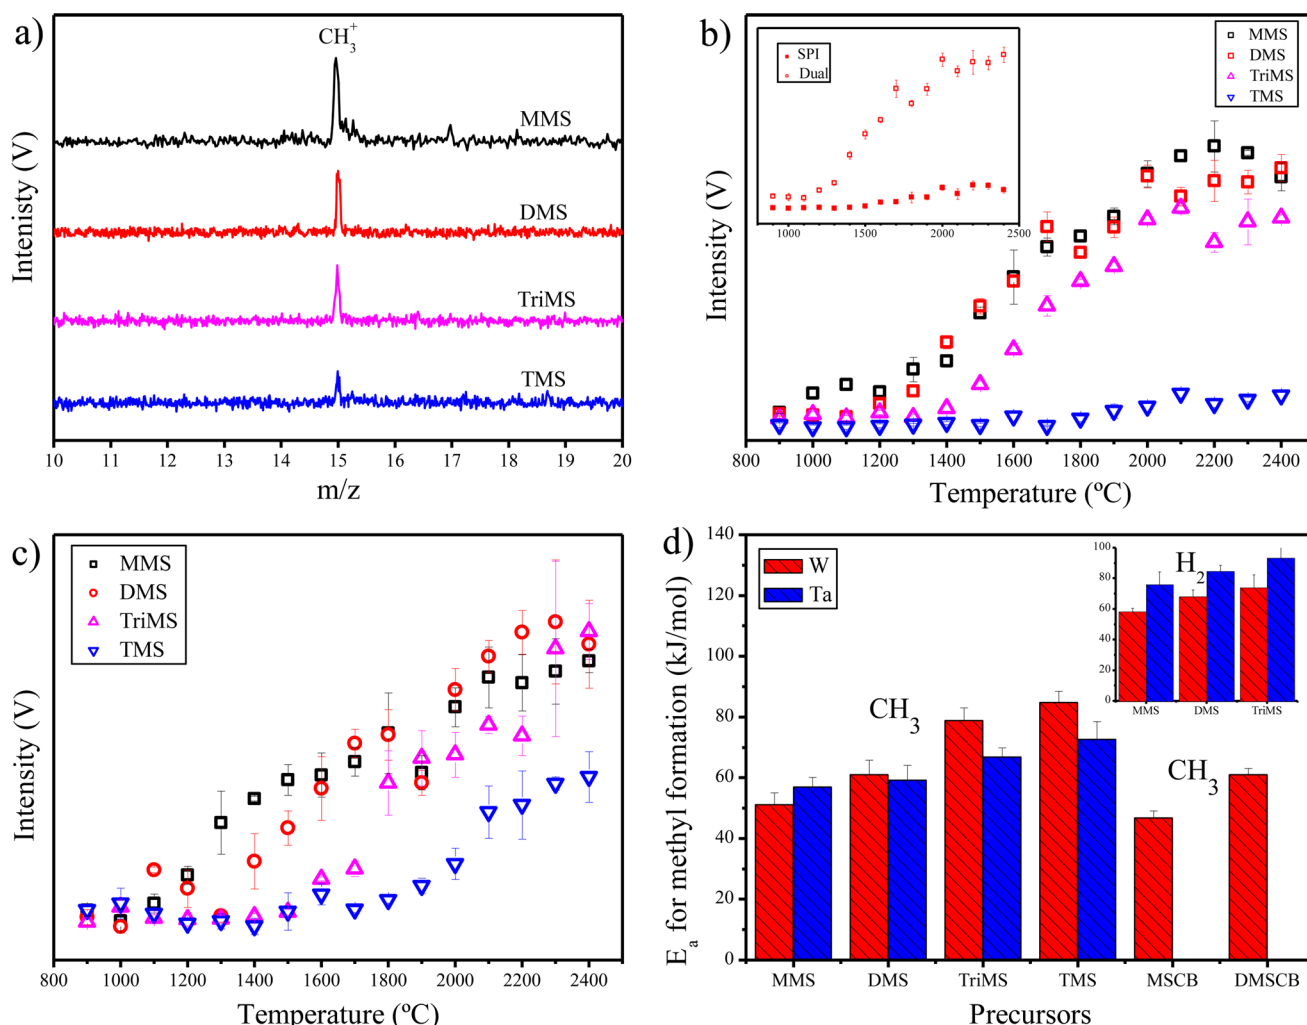 a)
CH₃⁺
MMS
DMS
TriMS
TMS
Intenisty (V)
10 11 12 13 14 15 16 17 18 19 20
m/z
b)
SPI
Dual
1000 1500 2000 2500
MMS
DMS
TriMS
TMS
Intensity (V)
800 1000 1200 1400 1600 1800 2000 2200 2400
Temperature (ºC)
c)
MMS
DMS
TriMS
TMS
Intensity (V)
800 1000 1200 1400 1600 1800 2000 2200 2400
Temperature (ºC)
d)
W
Ta
140
120
100
80
60
40
20
0
Eₐ for methyl formation (kJ/mol)
CH₃
CH₃
H₂
100
80
60
40
20
0
MMS DMS TriMS
MMS DMS TriMS TMS MSCB DMSCB
Precursors